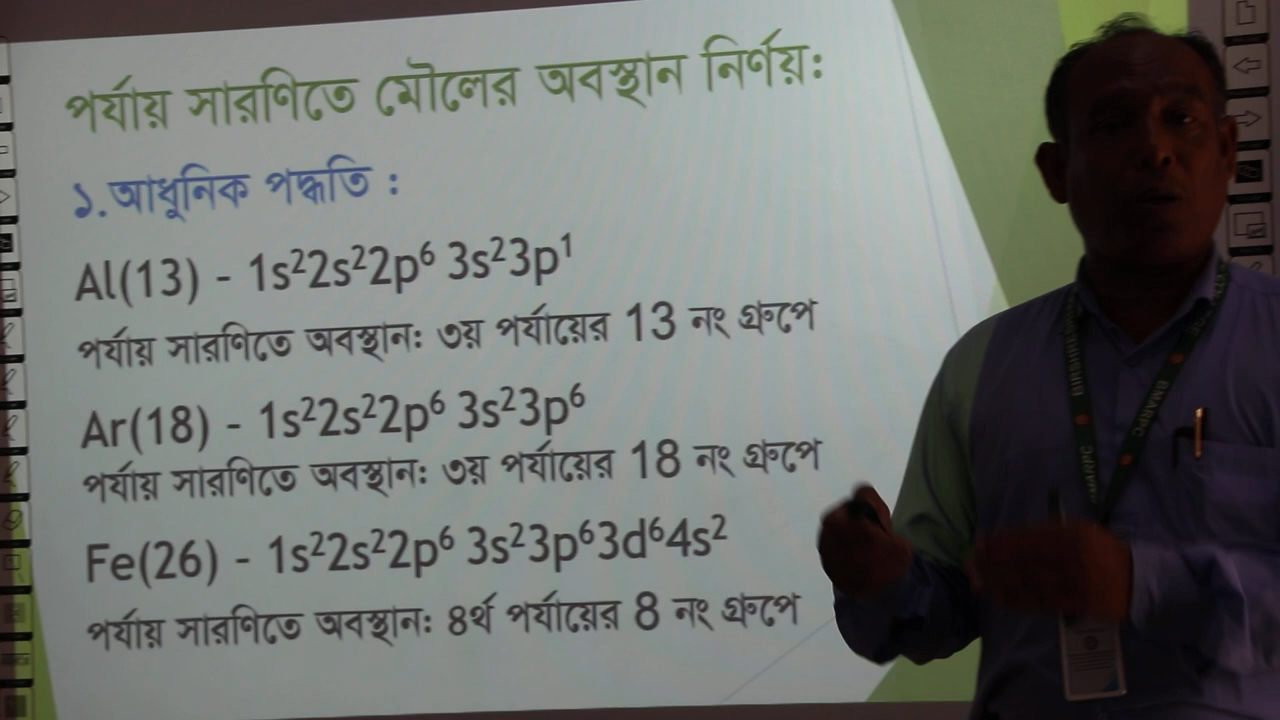 পর্যায় সারণিতে মৌলের অবস্থান নির্ণয়ঃ
১.আধুনিক পদ্ধতি :
Al(13) - 1s²2s²2p⁶ 3s²3p¹
পর্যায় সারণিতে অবস্থানঃ ৩য় পর্যায়ের 13 নং গ্রুপে
Ar(18) - 1s²2s²2p⁶ 3s²3p⁶
পর্যায় সারণিতে অবস্থানঃ ৩য় পর্যায়ের 18 নং গ্রুপে
Fe(26) - 1s²2s²2p⁶ 3s²3p⁶3d⁶4s²
পর্যায় সারণিতে অবস্থানঃ ৪র্থ পর্যায়ের 8 নং গ্রুপে